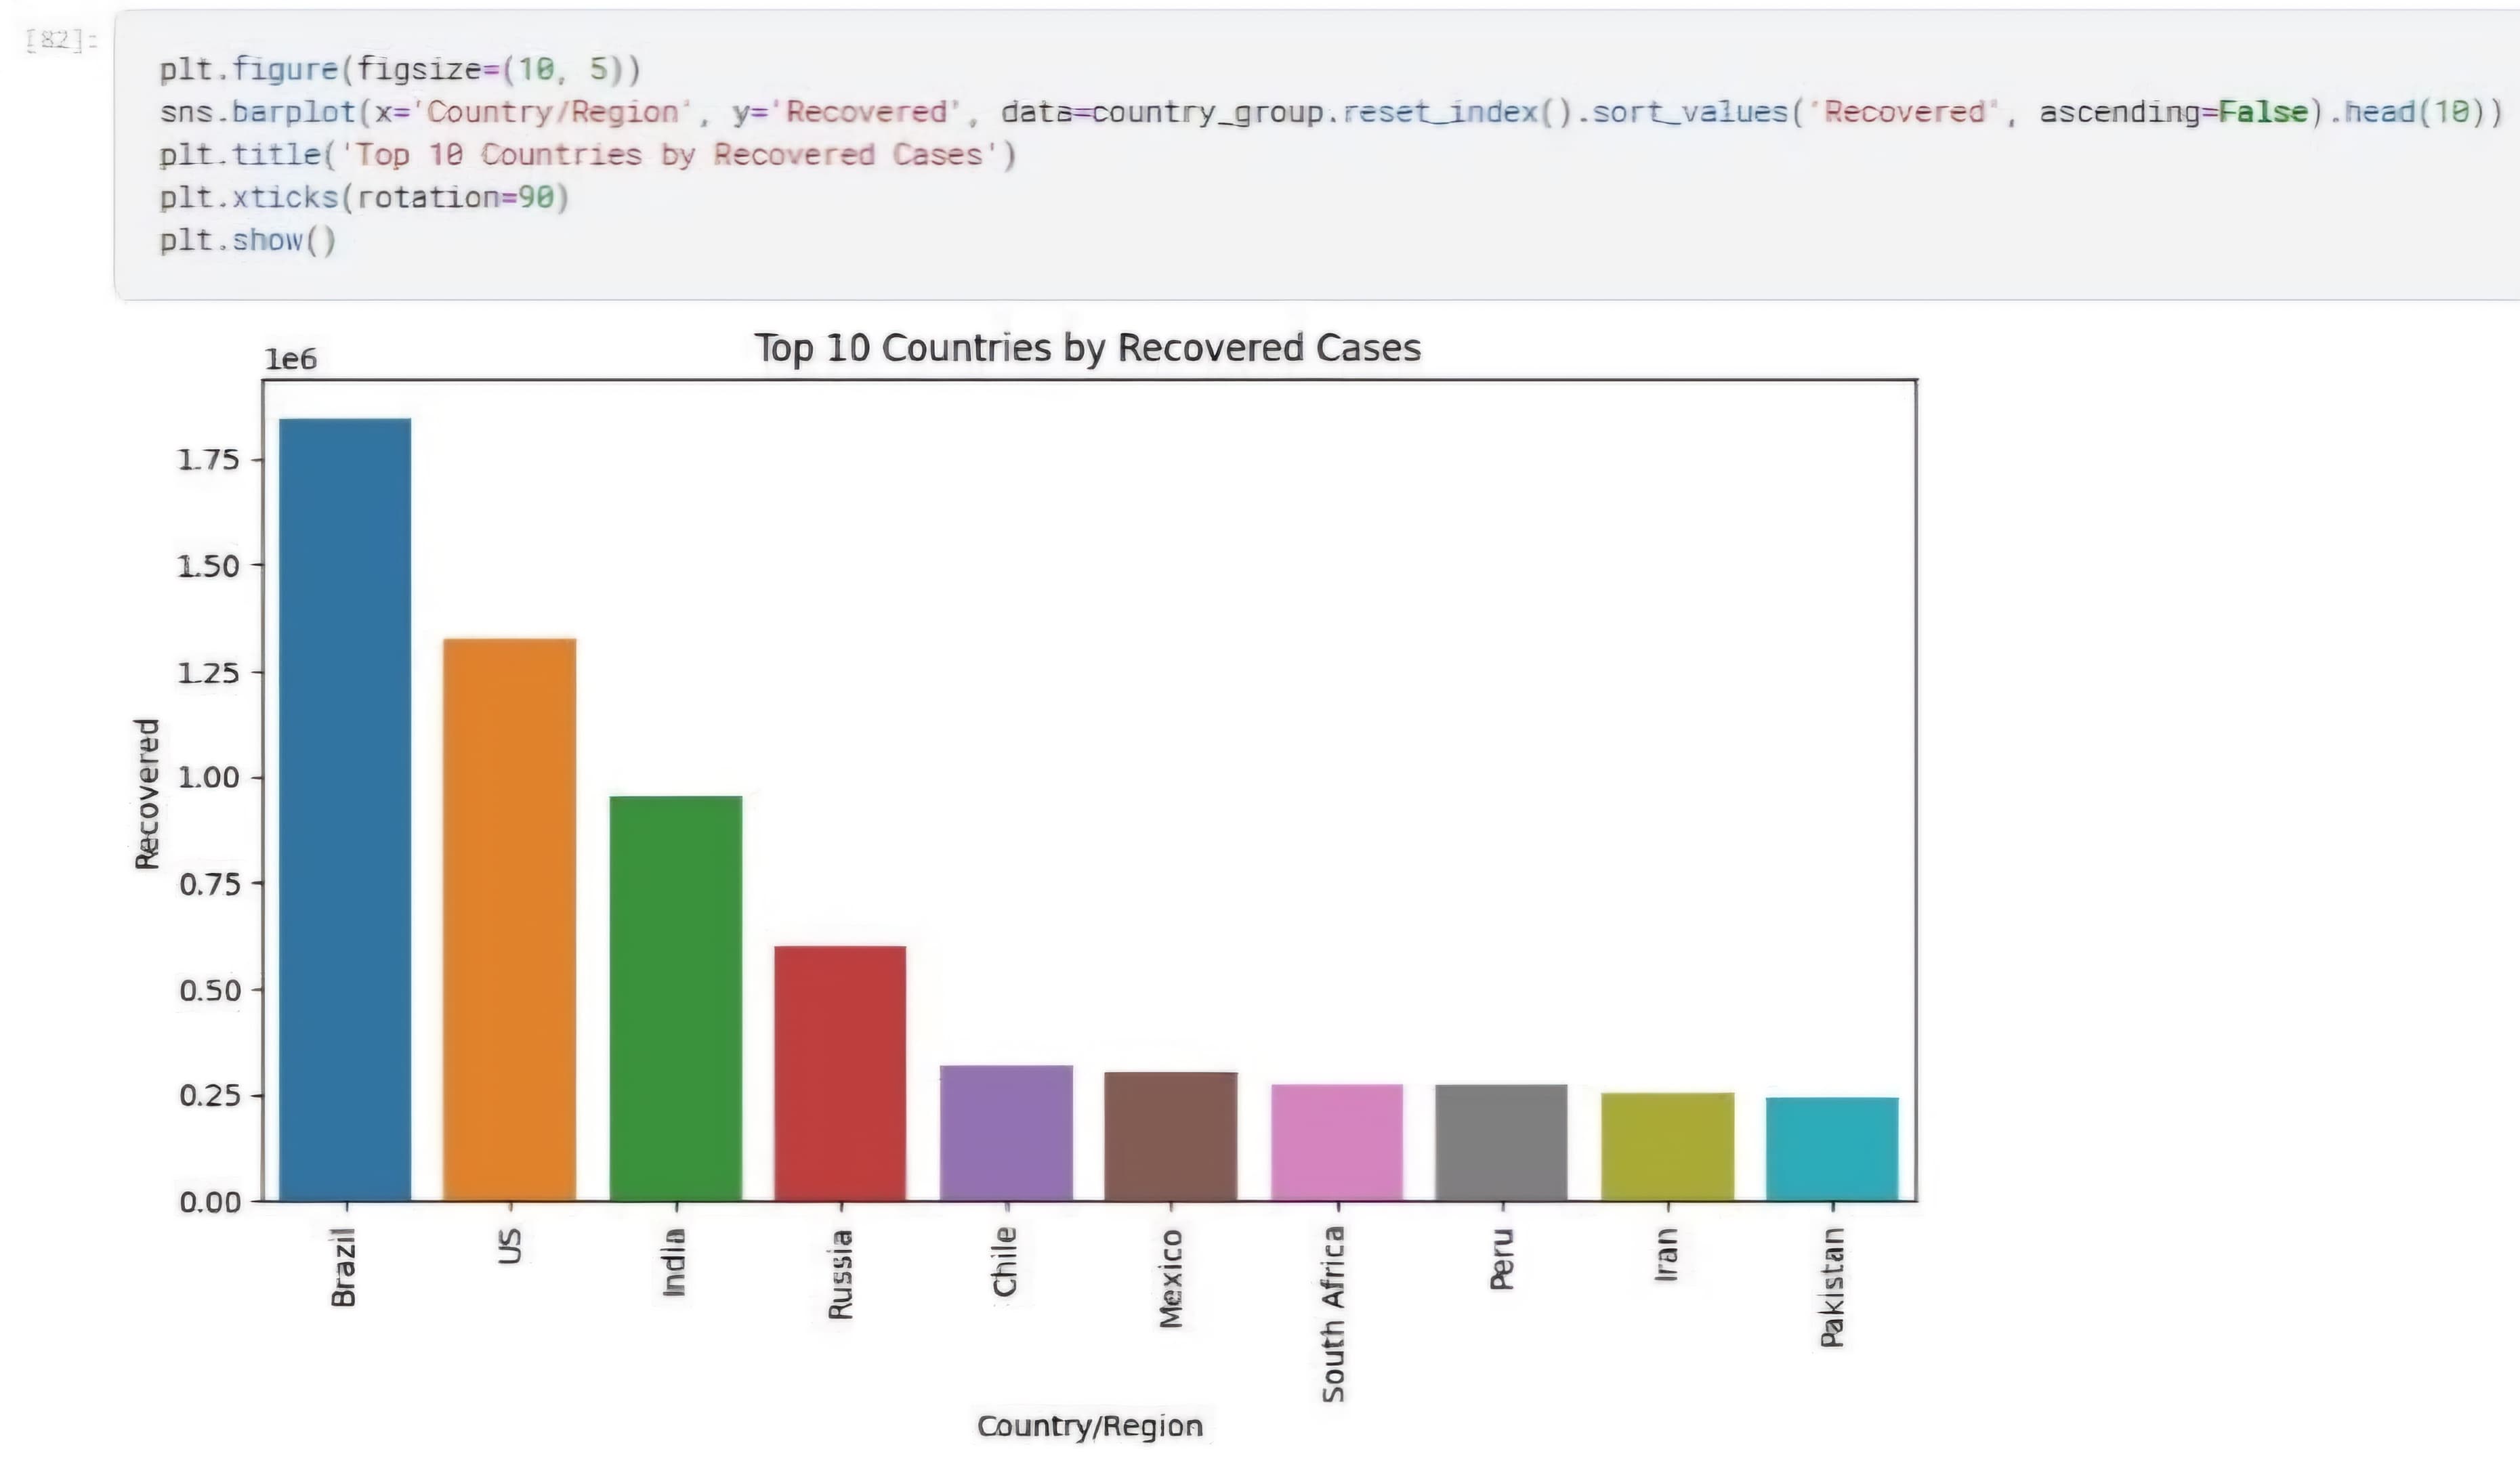 [82]:
plt.figure(figsize=(10, 5))
sns.barplot(x='Country/Region', y='Recovered', data=country_group.reset_index().sort_values('Recovered', ascending=False).head(10))
plt.title('Top 10 Countries by Recovered Cases')
plt.xticks(rotation=90)
plt.show()
Top 10 Countries by Recovered Cases
1e6
1.75
1.50
1.25
1.00
0.75
0.50
0.25
0.00
Recovered
Brazil
US
India
Russia
Chile
Mexico
South Africa
Peru
Iran
Pakistan
Country/Region